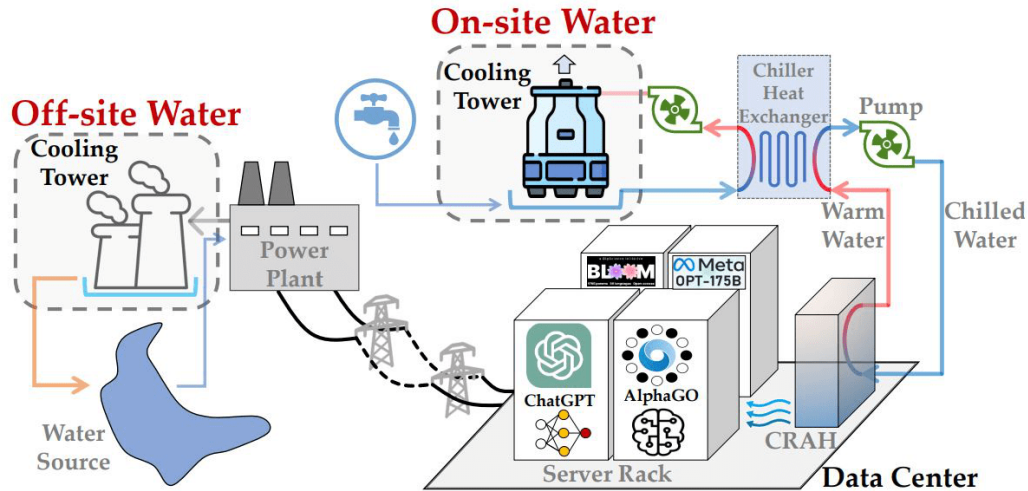 On-site Water
Cooling
Tower
Chiller
Heat
Exchanger
Pump
Off-site Water
Cooling
Tower
Power
Plant
Warm
Water
Chilled
Water
BLOOM
Meta
OPT-175B
ChatGPT
AlphaGO
Water
Source
CRAH
Server Rack
Data Center